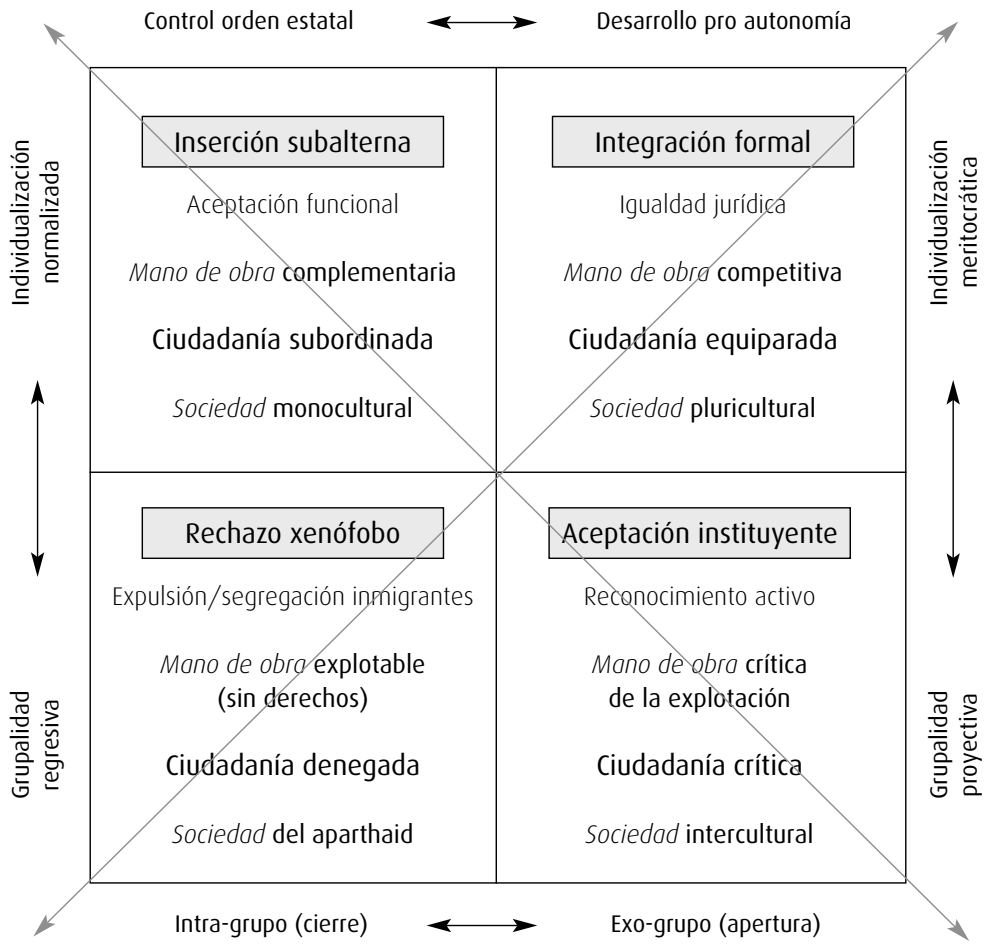 Control orden estatal
Desarrollo pro autonomía
Individualización
normalizada
Inserción subalterna
Aceptación funcional
Mano de obra complementaria
Ciudadanía subordinada
Sociedad monocultural
Integración formal
Igualdad jurídica
Mano de obra competitiva
Ciudadanía equiparada
Sociedad pluricultural
Individualización
meritocrática
Grupalidad
regresiva
Rechazo xenófobo
Expulsión/segregación inmigrantes
Mano de obra explotable
(sin derechos)
Ciudadanía denegada
Sociedad del aparthaid
Aceptación instituyente
Reconocimiento activo
Mano de obra crítica
de la explotación
Ciudadanía crítica
Sociedad intercultural
Grupalidad
proyectiva
Intra-grupo (cierre)
Exo-grupo (apertura)